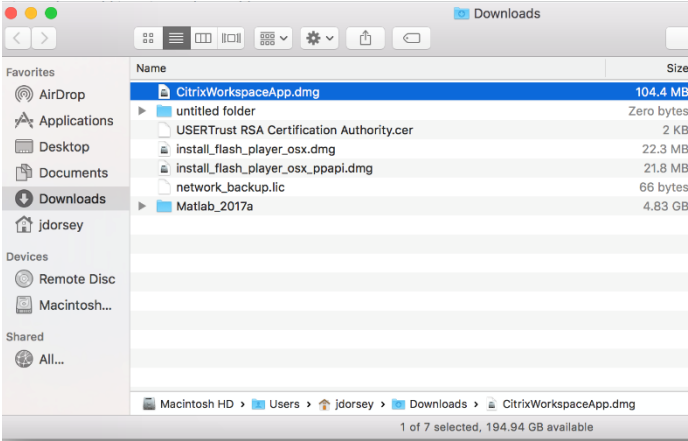 Downloads
Favorites
AirDrop
Applications
Desktop
Documents
Downloads
jdorsey
Devices
Remote Disc
Macintosh...
Shared
All...
Name Size
CitrixWorkspaceApp.dmg 104.4 MB
untitled folder Zero bytes
USERTrust RSA Certification Authority.cer 2 KB
install_flash_player_osx.dmg 22.3 MB
install_flash_player_osx_ppapi.dmg 21.8 MB
network_backup.lic 66 bytes
Matlab_2017a 4.83 GB
Macintosh HD › Users › jdorsey › Downloads › CitrixWorkspaceApp.dmg
1 of 7 selected, 194.94 GB available